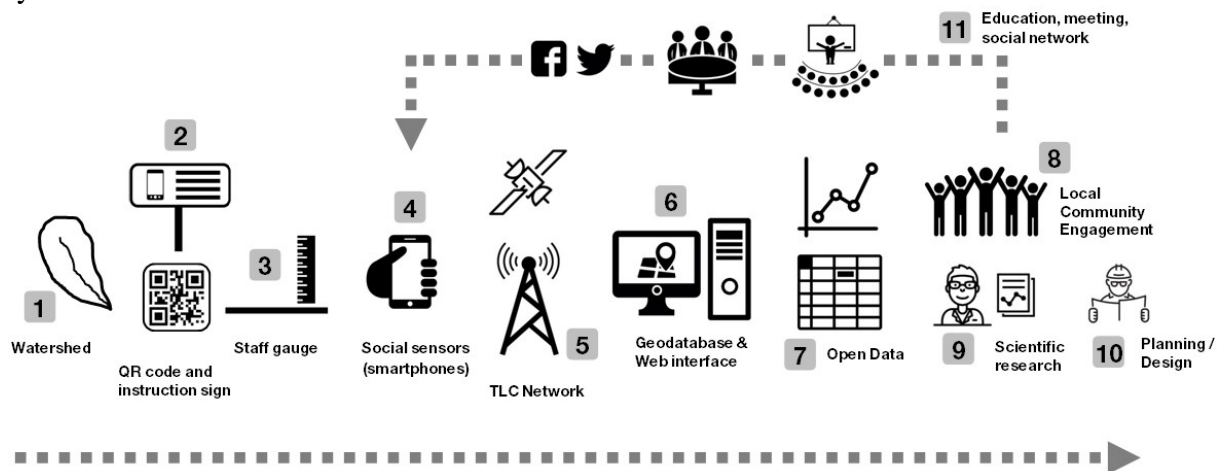 11
Education, meeting,
social network
2
8
Local
Community
Engagement
4
6
3
1
Watershed
QR code and
instruction sign
Staff gauge
Social sensors
(smartphones)
5
TLC Network
Geodatabase &
Web interface
7
Open Data
9
Scientific
research
10
Planning /
Design